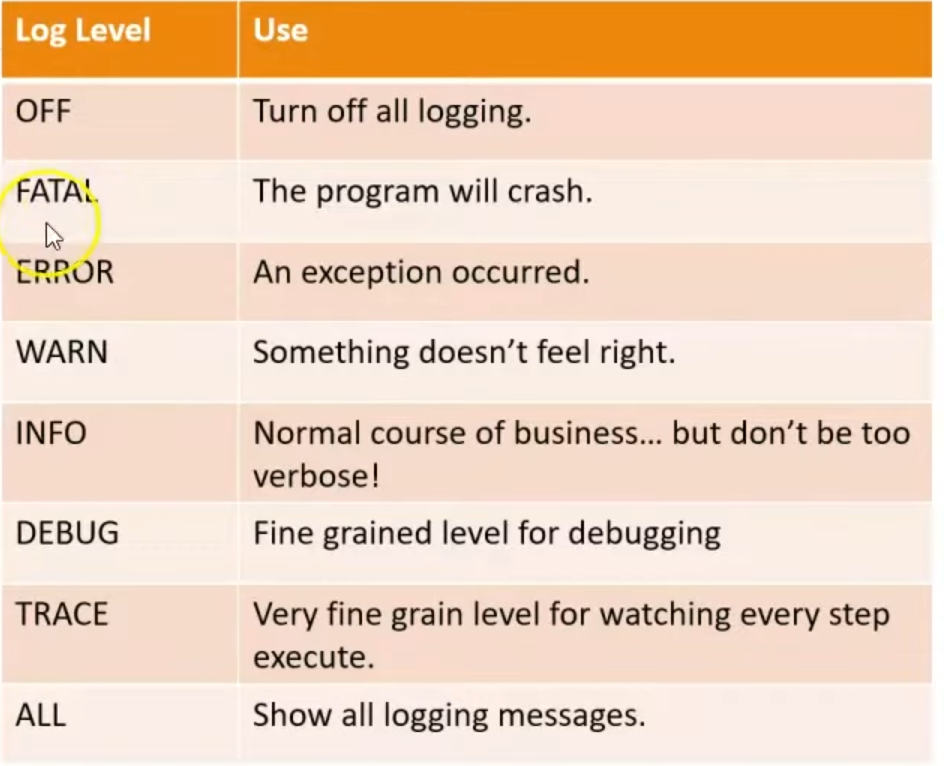 Log Level Use
OFF Turn off all logging.
FATAL The program will crash.
ERROR An exception occurred.
WARN Something doesn’t feel right.
INFO Normal course of business... but don’t be too
verbose!
DEBUG Fine grained level for debugging
TRACE Very fine grain level for watching every step
execute.
ALL Show all logging messages.